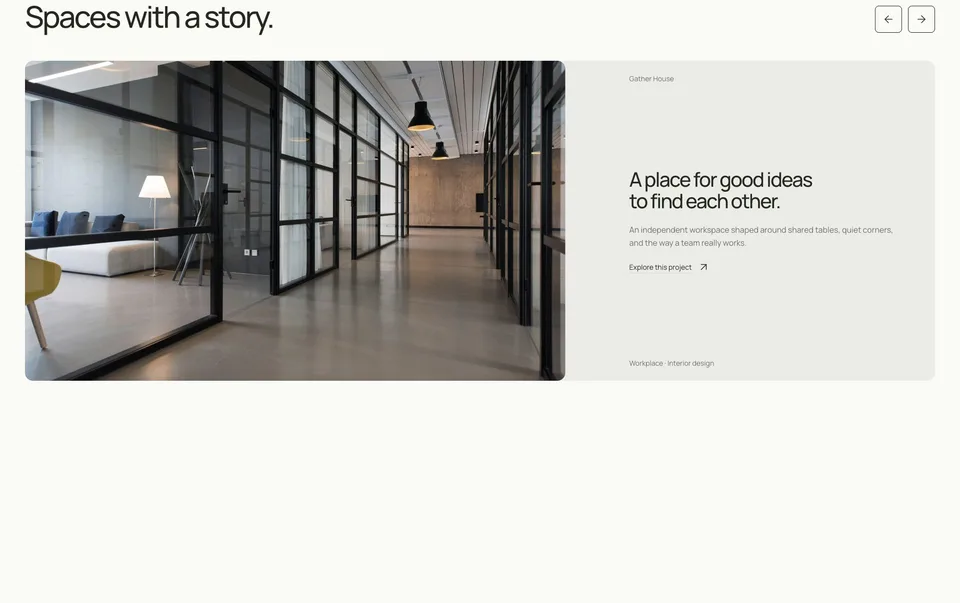 Spaces with a story.
Gather House
A place for good ideas
to find each other.
An independent workspace shaped around shared tables, quiet corners,
and the way a team really works.
Explore this project
Workplace · Interior design